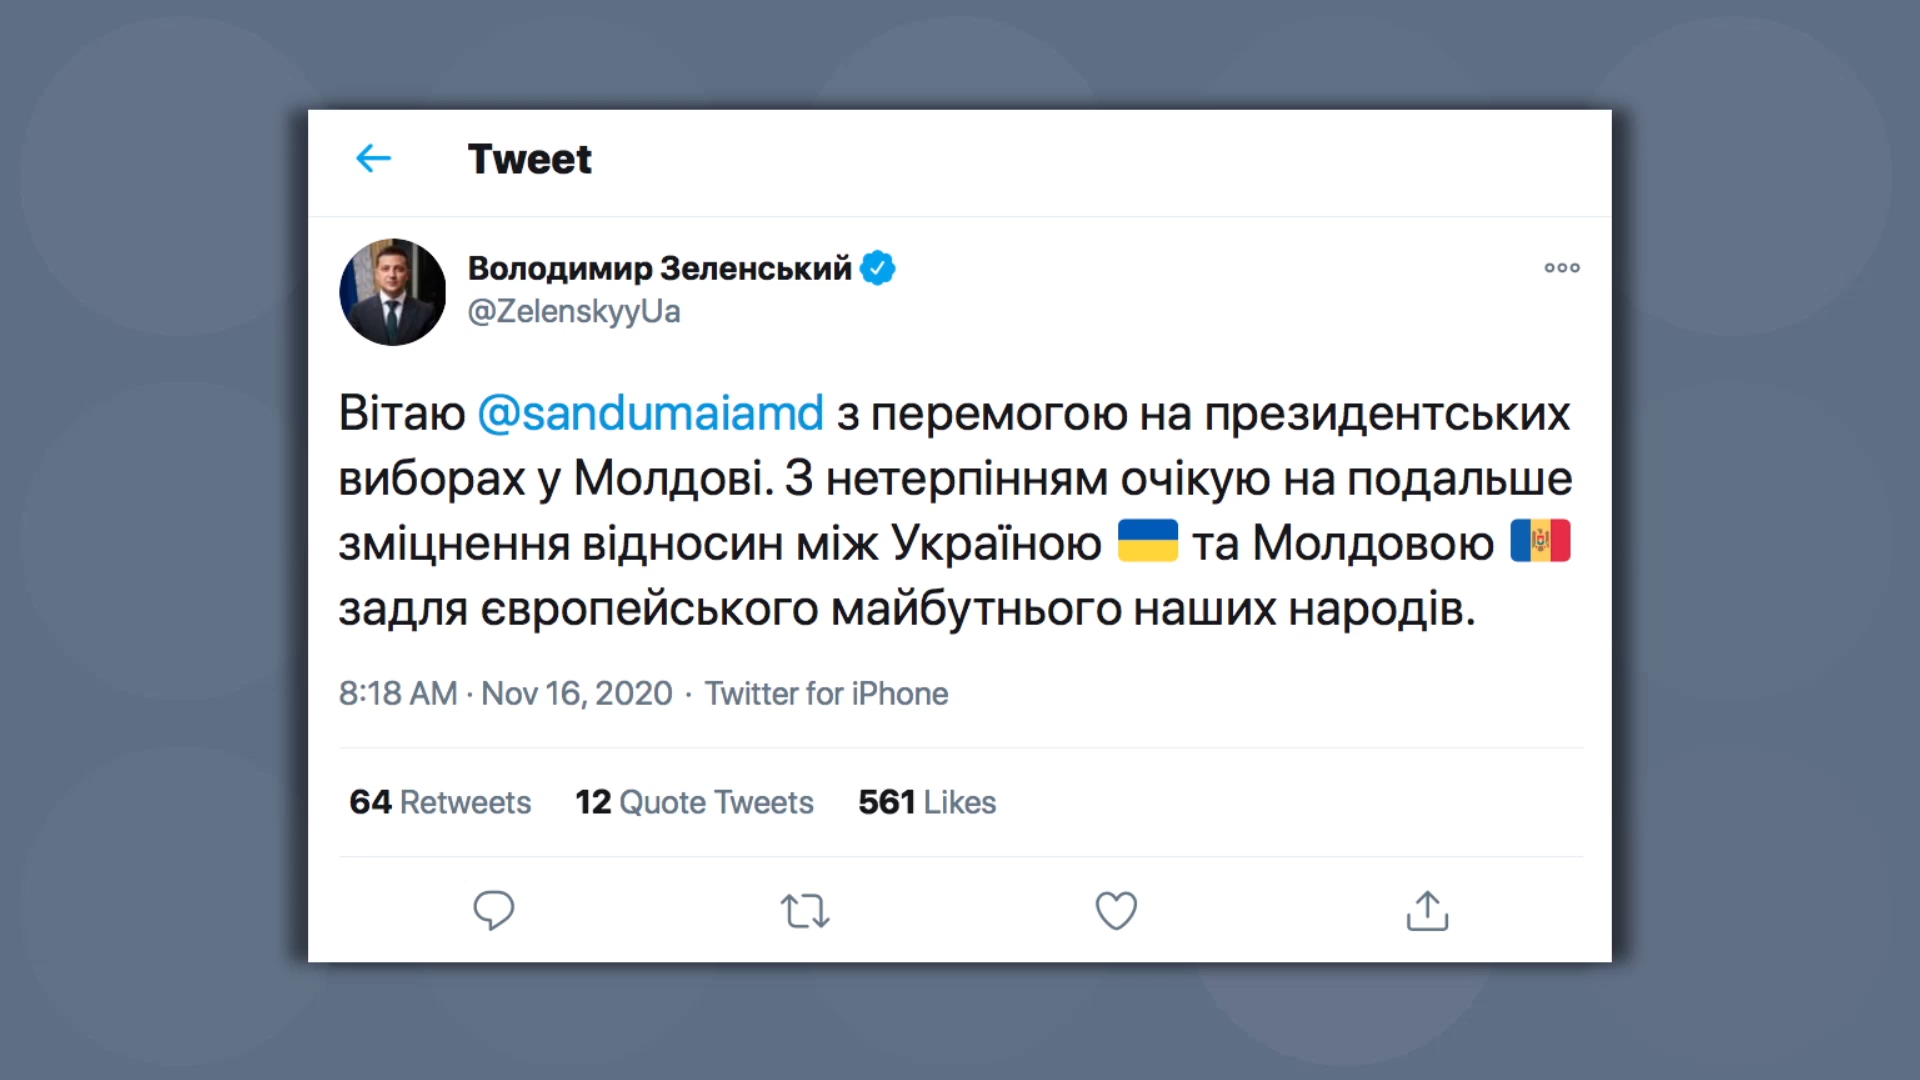 Tweet
Володимир Зеленський
@ZelenskyyUa
Вітаю @sandumaiamd з перемогою на президентських
виборах у Молдові. З нетерпінням очікую на подальше
зміцнення відносин між Україною 🇺🇦 та Молдовою 🇲🇩
задля європейського майбутнього наших народів.
8:18 AM · Nov 16, 2020 · Twitter for iPhone
64 Retweets 12 Quote Tweets 561 Likes